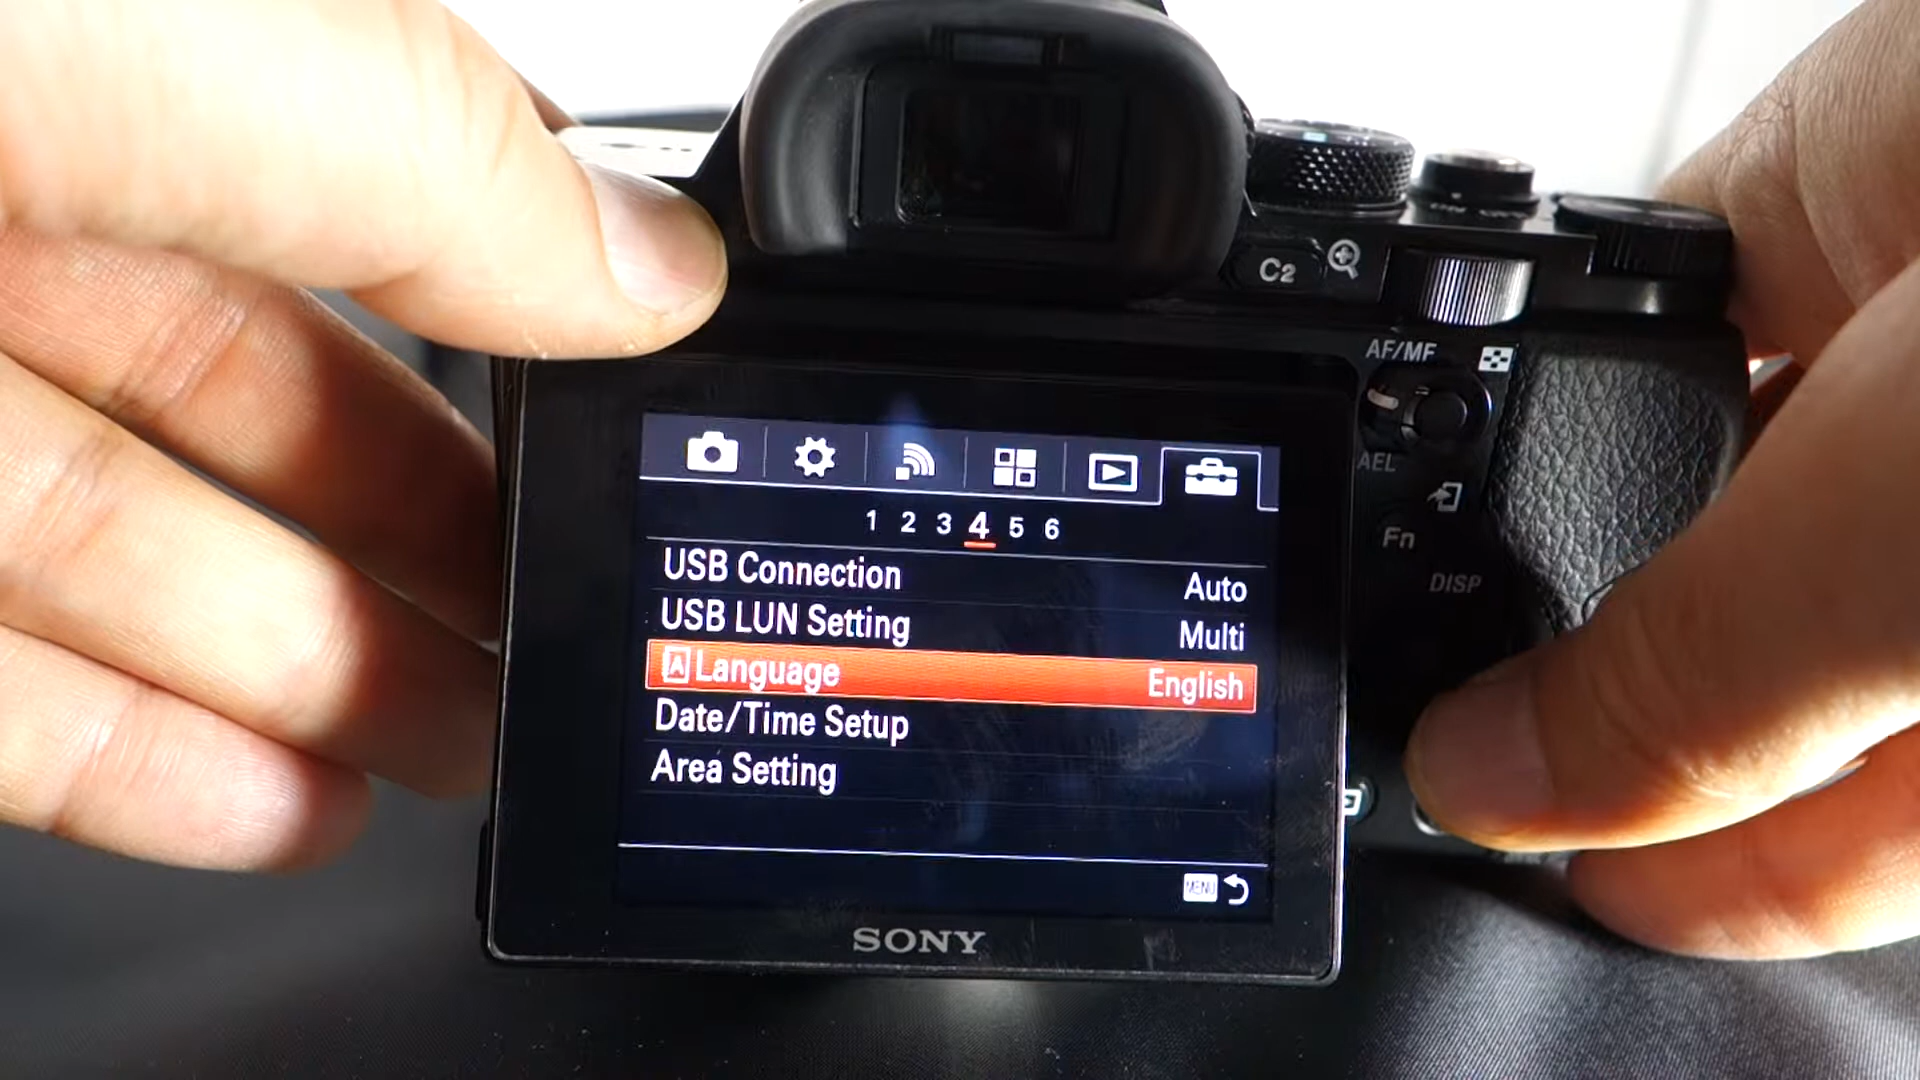 C2
AF/MF
AEL
Fn
DISP
1 2 3 4 5 6
USB Connection Auto
USB LUN Setting Multi
A Language English
Date/Time Setup
Area Setting
MENU
SONY